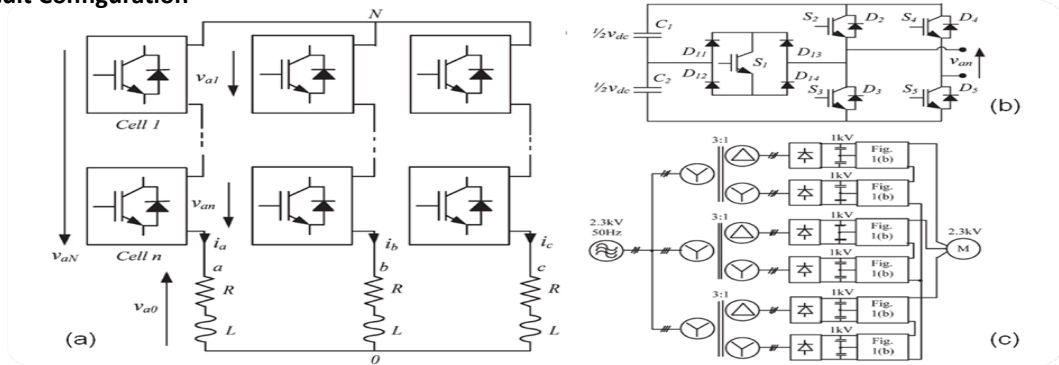 uit Configuration
N
v_a1
Cell 1
v_an
v_aN
Cell n
i_a
i_b
i_c
a
b
c
R
R
R
v_a0
L
L
L
0
(a)
½v_dc
C_1
S_2
D_2
S_4
D_4
D_11
D_13
S_1
v_an
½v_dc
C_2
D_12
D_14
S_3
D_3
S_5
D_5
(b)
3:1
1kV
Fig.
1(b)
1kV
Fig.
1(b)
2.3kV
50Hz
3:1
1kV
Fig.
1(b)
2.3kV
M
1kV
Fig.
1(b)
3:1
1kV
Fig.
1(b)
1kV
Fig.
1(b)
(c)